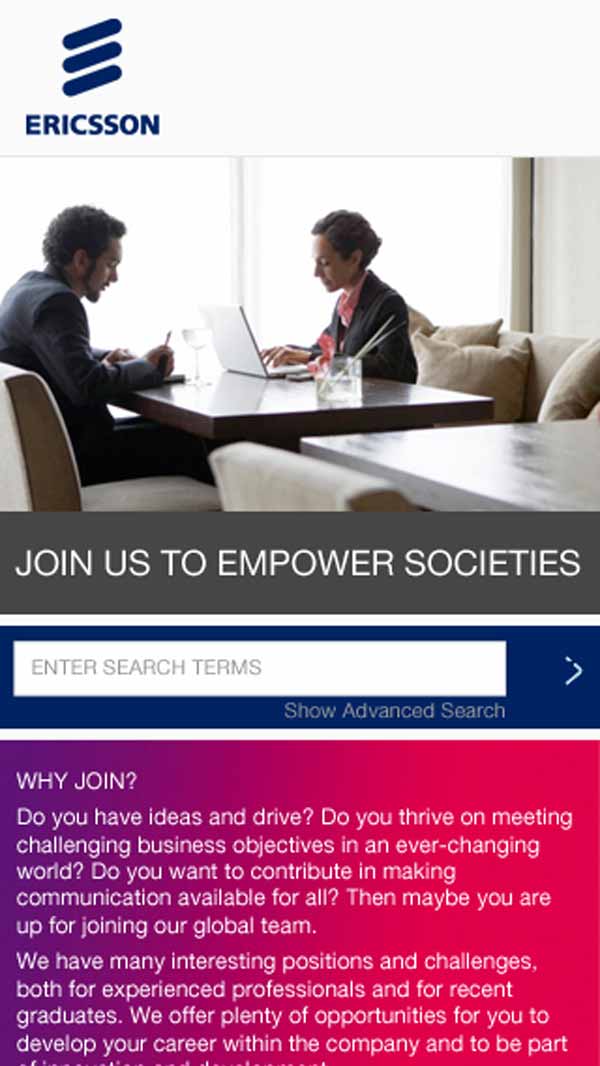 ERICSSON
JOIN US TO EMPOWER SOCIETIES
ENTER SEARCH TERMS
Show Advanced Search
WHY JOIN?
Do you have ideas and drive? Do you thrive on meeting
challenging business objectives in an ever-changing
world? Do you want to contribute in making
communication available for all? Then maybe you are
up for joining our global team.
We have many interesting positions and challenges,
both for experienced professionals and for recent
graduates. We offer plenty of opportunities for you to
develop your career within the company and to be part
of innovation and development.